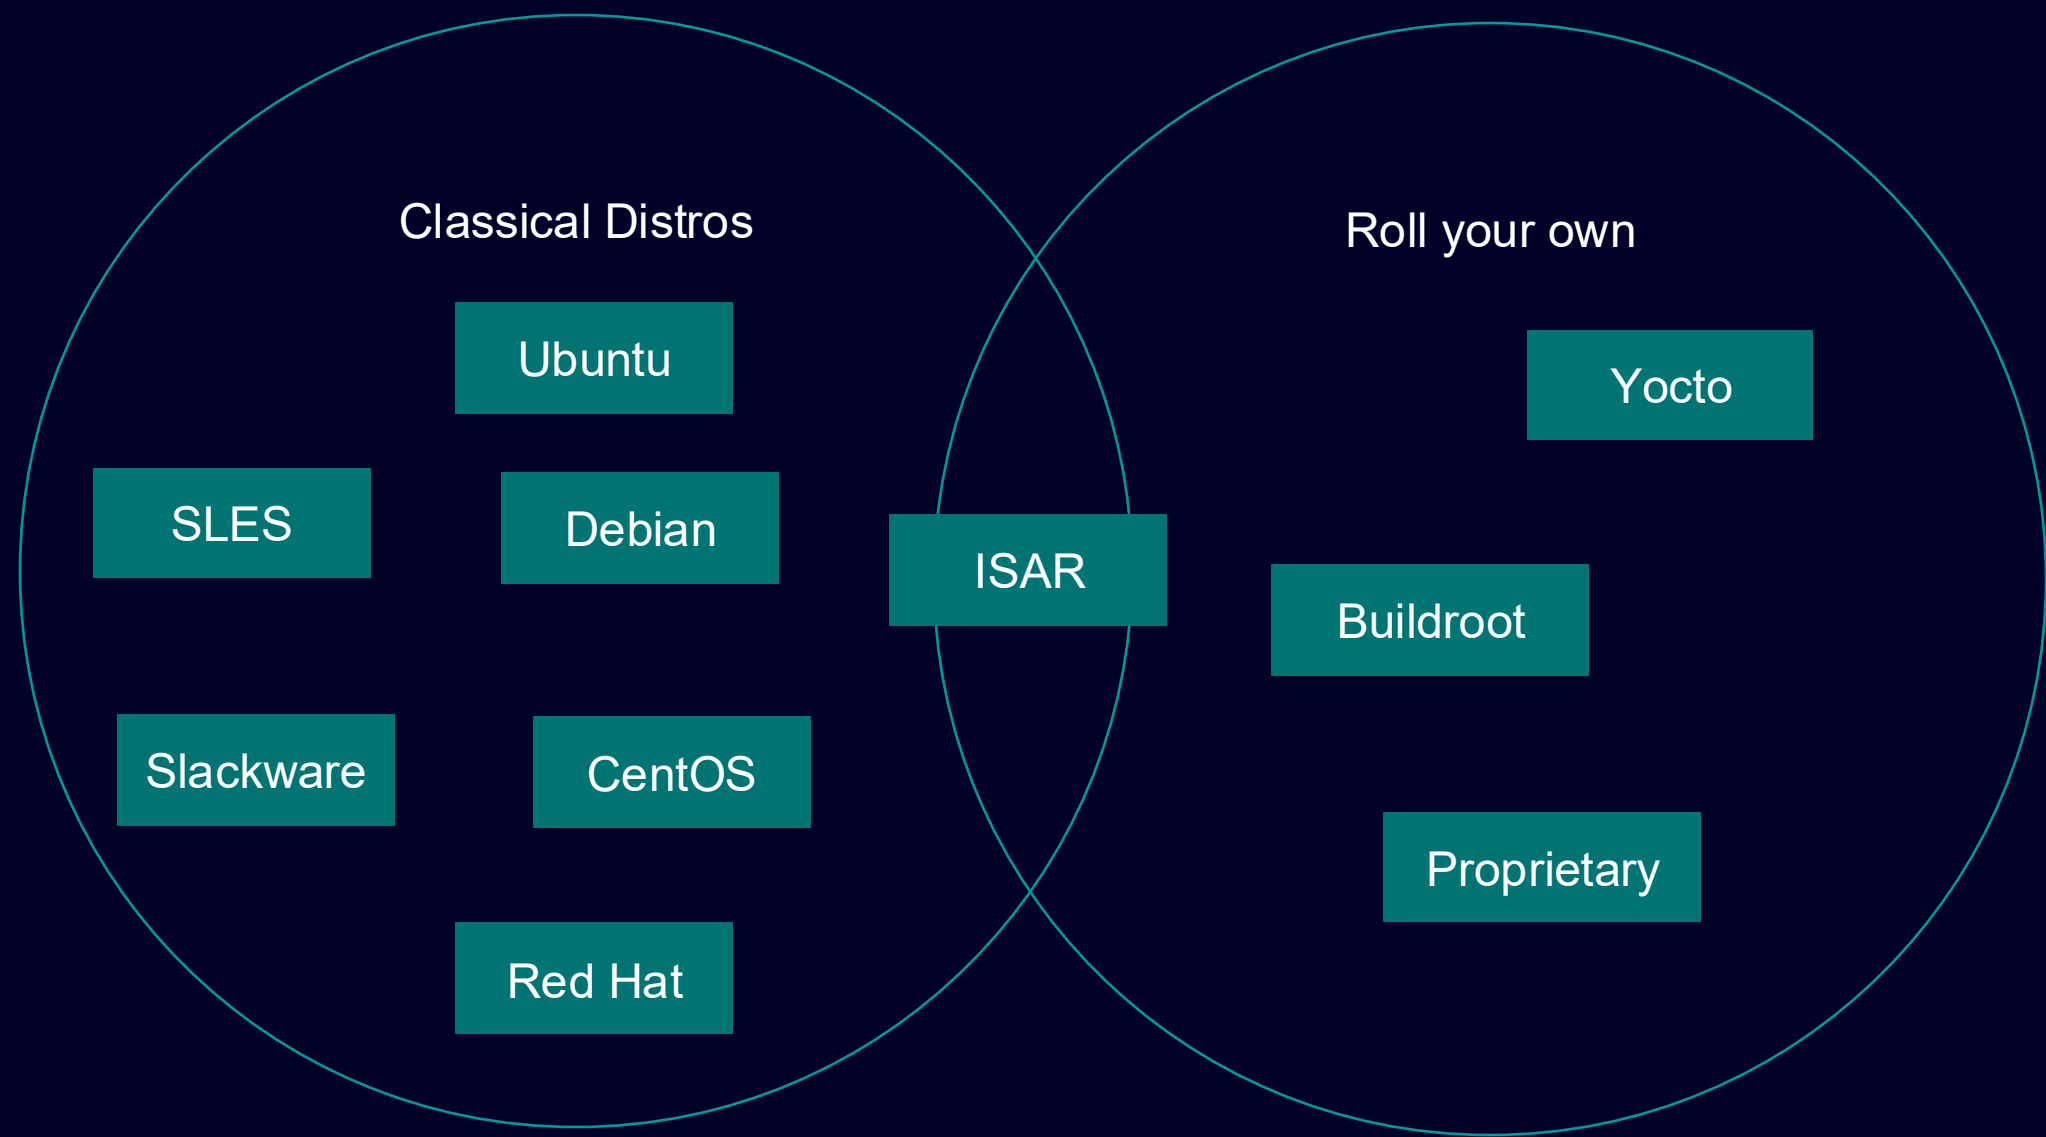 Classical Distros
Ubuntu
SLES
Debian
Slackware
CentOS
Red Hat
ISAR
Roll your own
Yocto
Buildroot
Proprietary